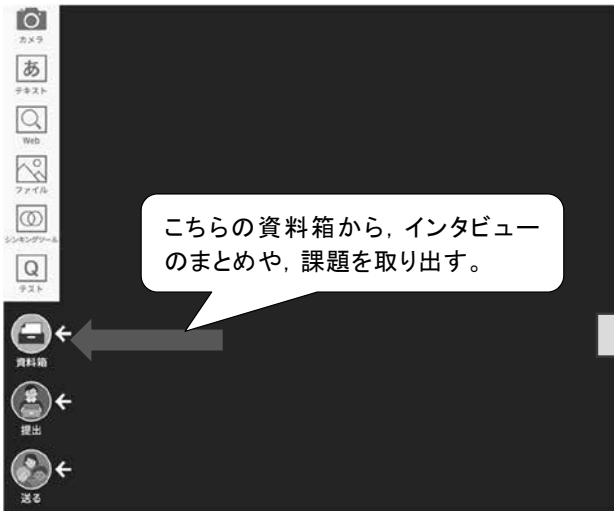 カメラ
あ
テキスト
Web
ファイル
シンキングツール
Q
テスト
こちらの資料箱から，インタビュー
のまとめや，課題を取り出す。
資料箱
提出
送る